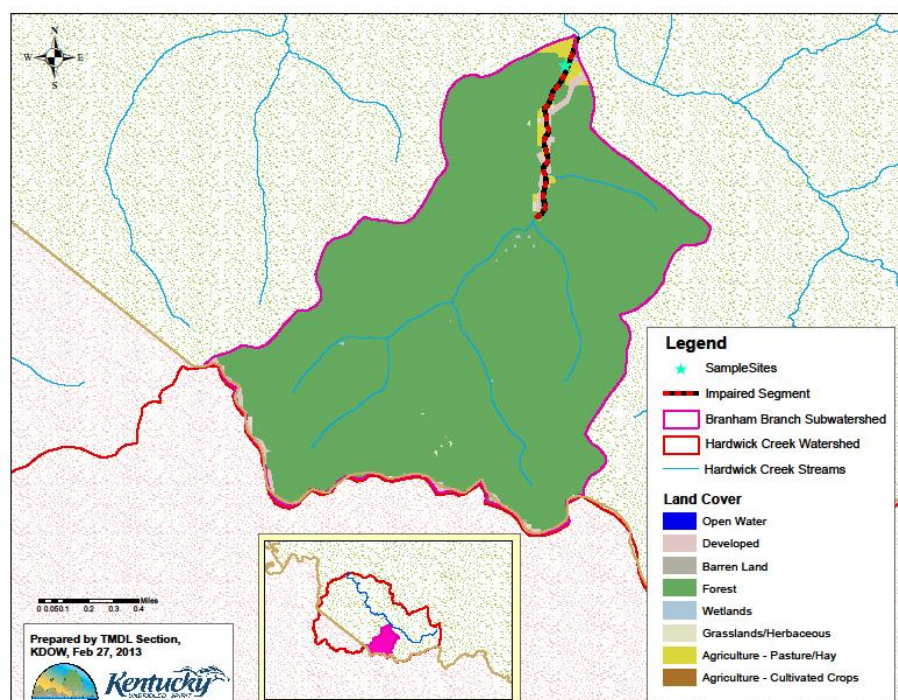 N
W E
S
Legend
SampleSites
Impaired Segment
Branham Branch Subwatershed
Hardwick Creek Watershed
Hardwick Creek Streams
Land Cover
Open Water
Developed
Barren Land
Forest
Wetlands
Grasslands/Herbaceous
Agriculture - Pasture/Hay
Agriculture - Cultivated Crops
Miles
0 0.050.1 0.2 0.3 0.4
Prepared by TMDL Section,
KDOW, Feb 27, 2013
Kentucky
UNBRIDLED SPIRIT